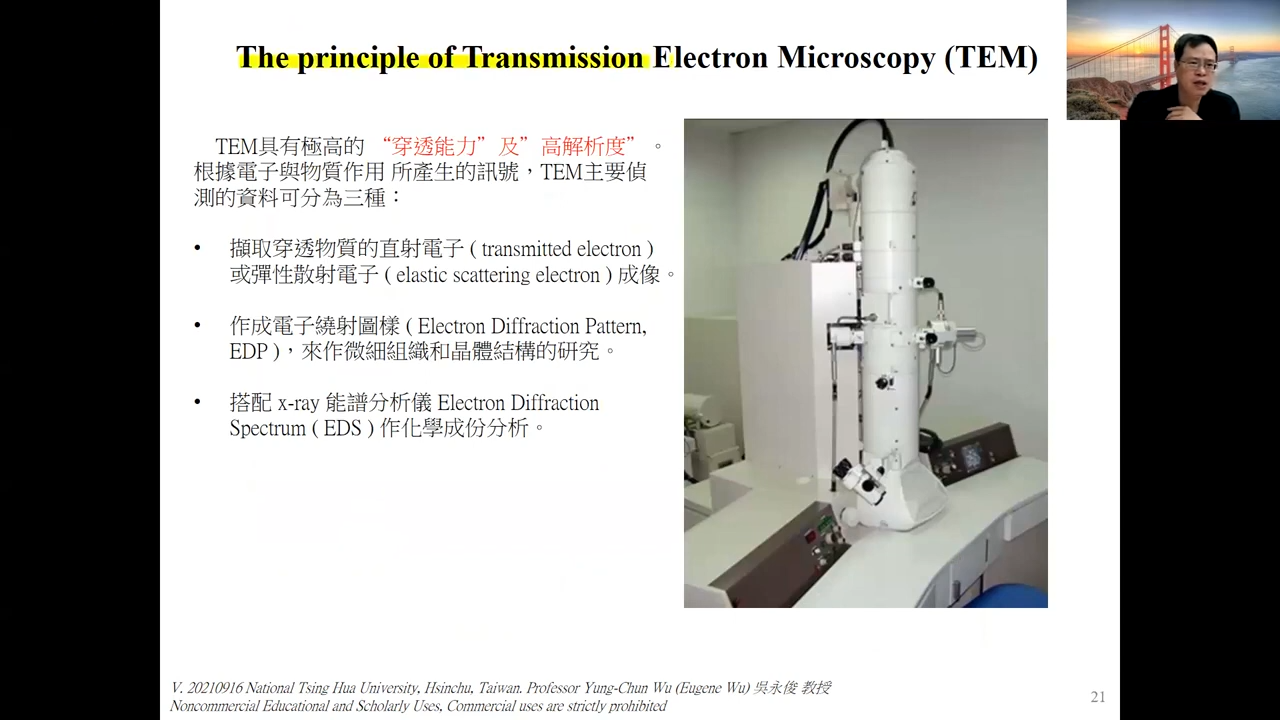 The principle of Transmission Electron Microscopy (TEM)
TEM具有極高的 “穿透能力”及”高解析度” 。
根據電子與物質作用 所產生的訊號，TEM主要偵
測的資料可分為三種：
• 擷取穿透物質的直射電子 ( transmitted electron )
或彈性散射電子 ( elastic scattering electron ) 成像。
• 作成電子繞射圖樣 ( Electron Diffraction Pattern,
EDP )，來作微細組織和晶體結構的研究。
• 搭配 x-ray 能譜分析儀 Electron Diffraction
Spectrum ( EDS ) 作化學成份分析。
V. 20210916 National Tsing Hua University, Hsinchu, Taiwan. Professor Yung-Chun Wu (Eugene Wu) 吳永俊 教授
Noncommercial Educational and Scholarly Uses, Commercial uses are strictly prohibited
21